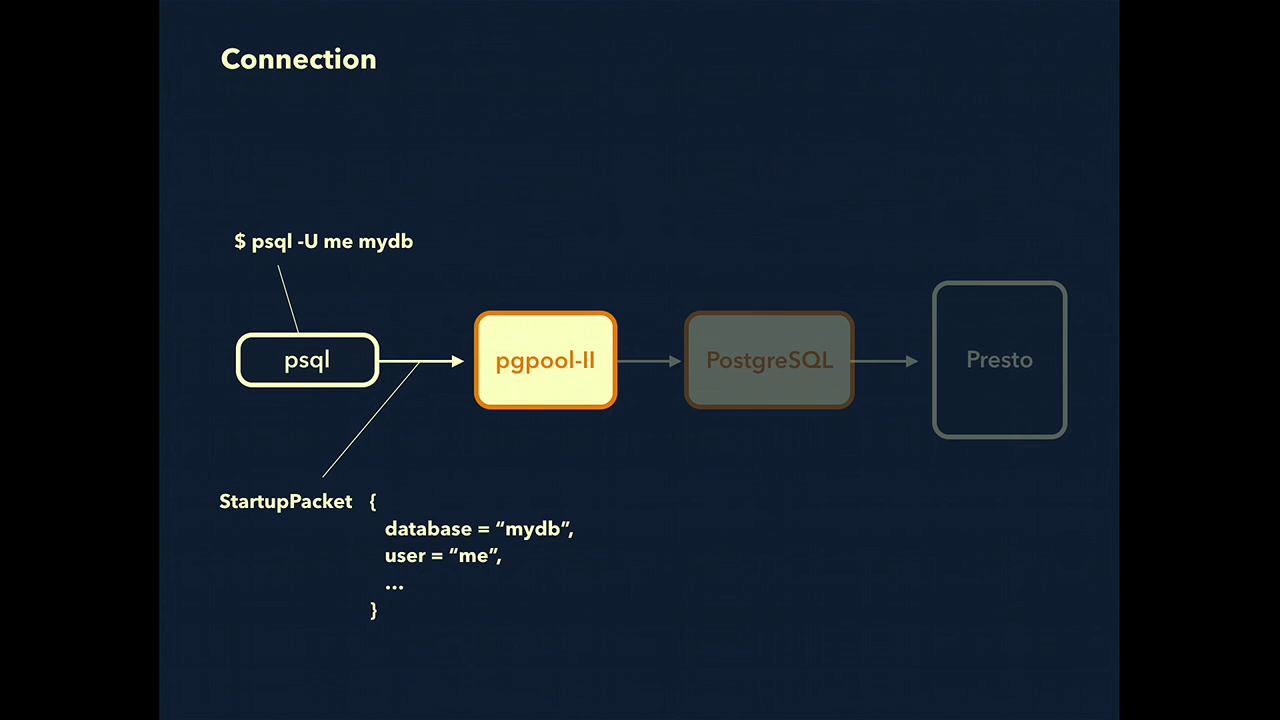 Connection
$ psql -U me mydb
psql
pgpool-II
PostgreSQL
Presto
StartupPacket {
database = “mydb”,
user = “me”,
...
}